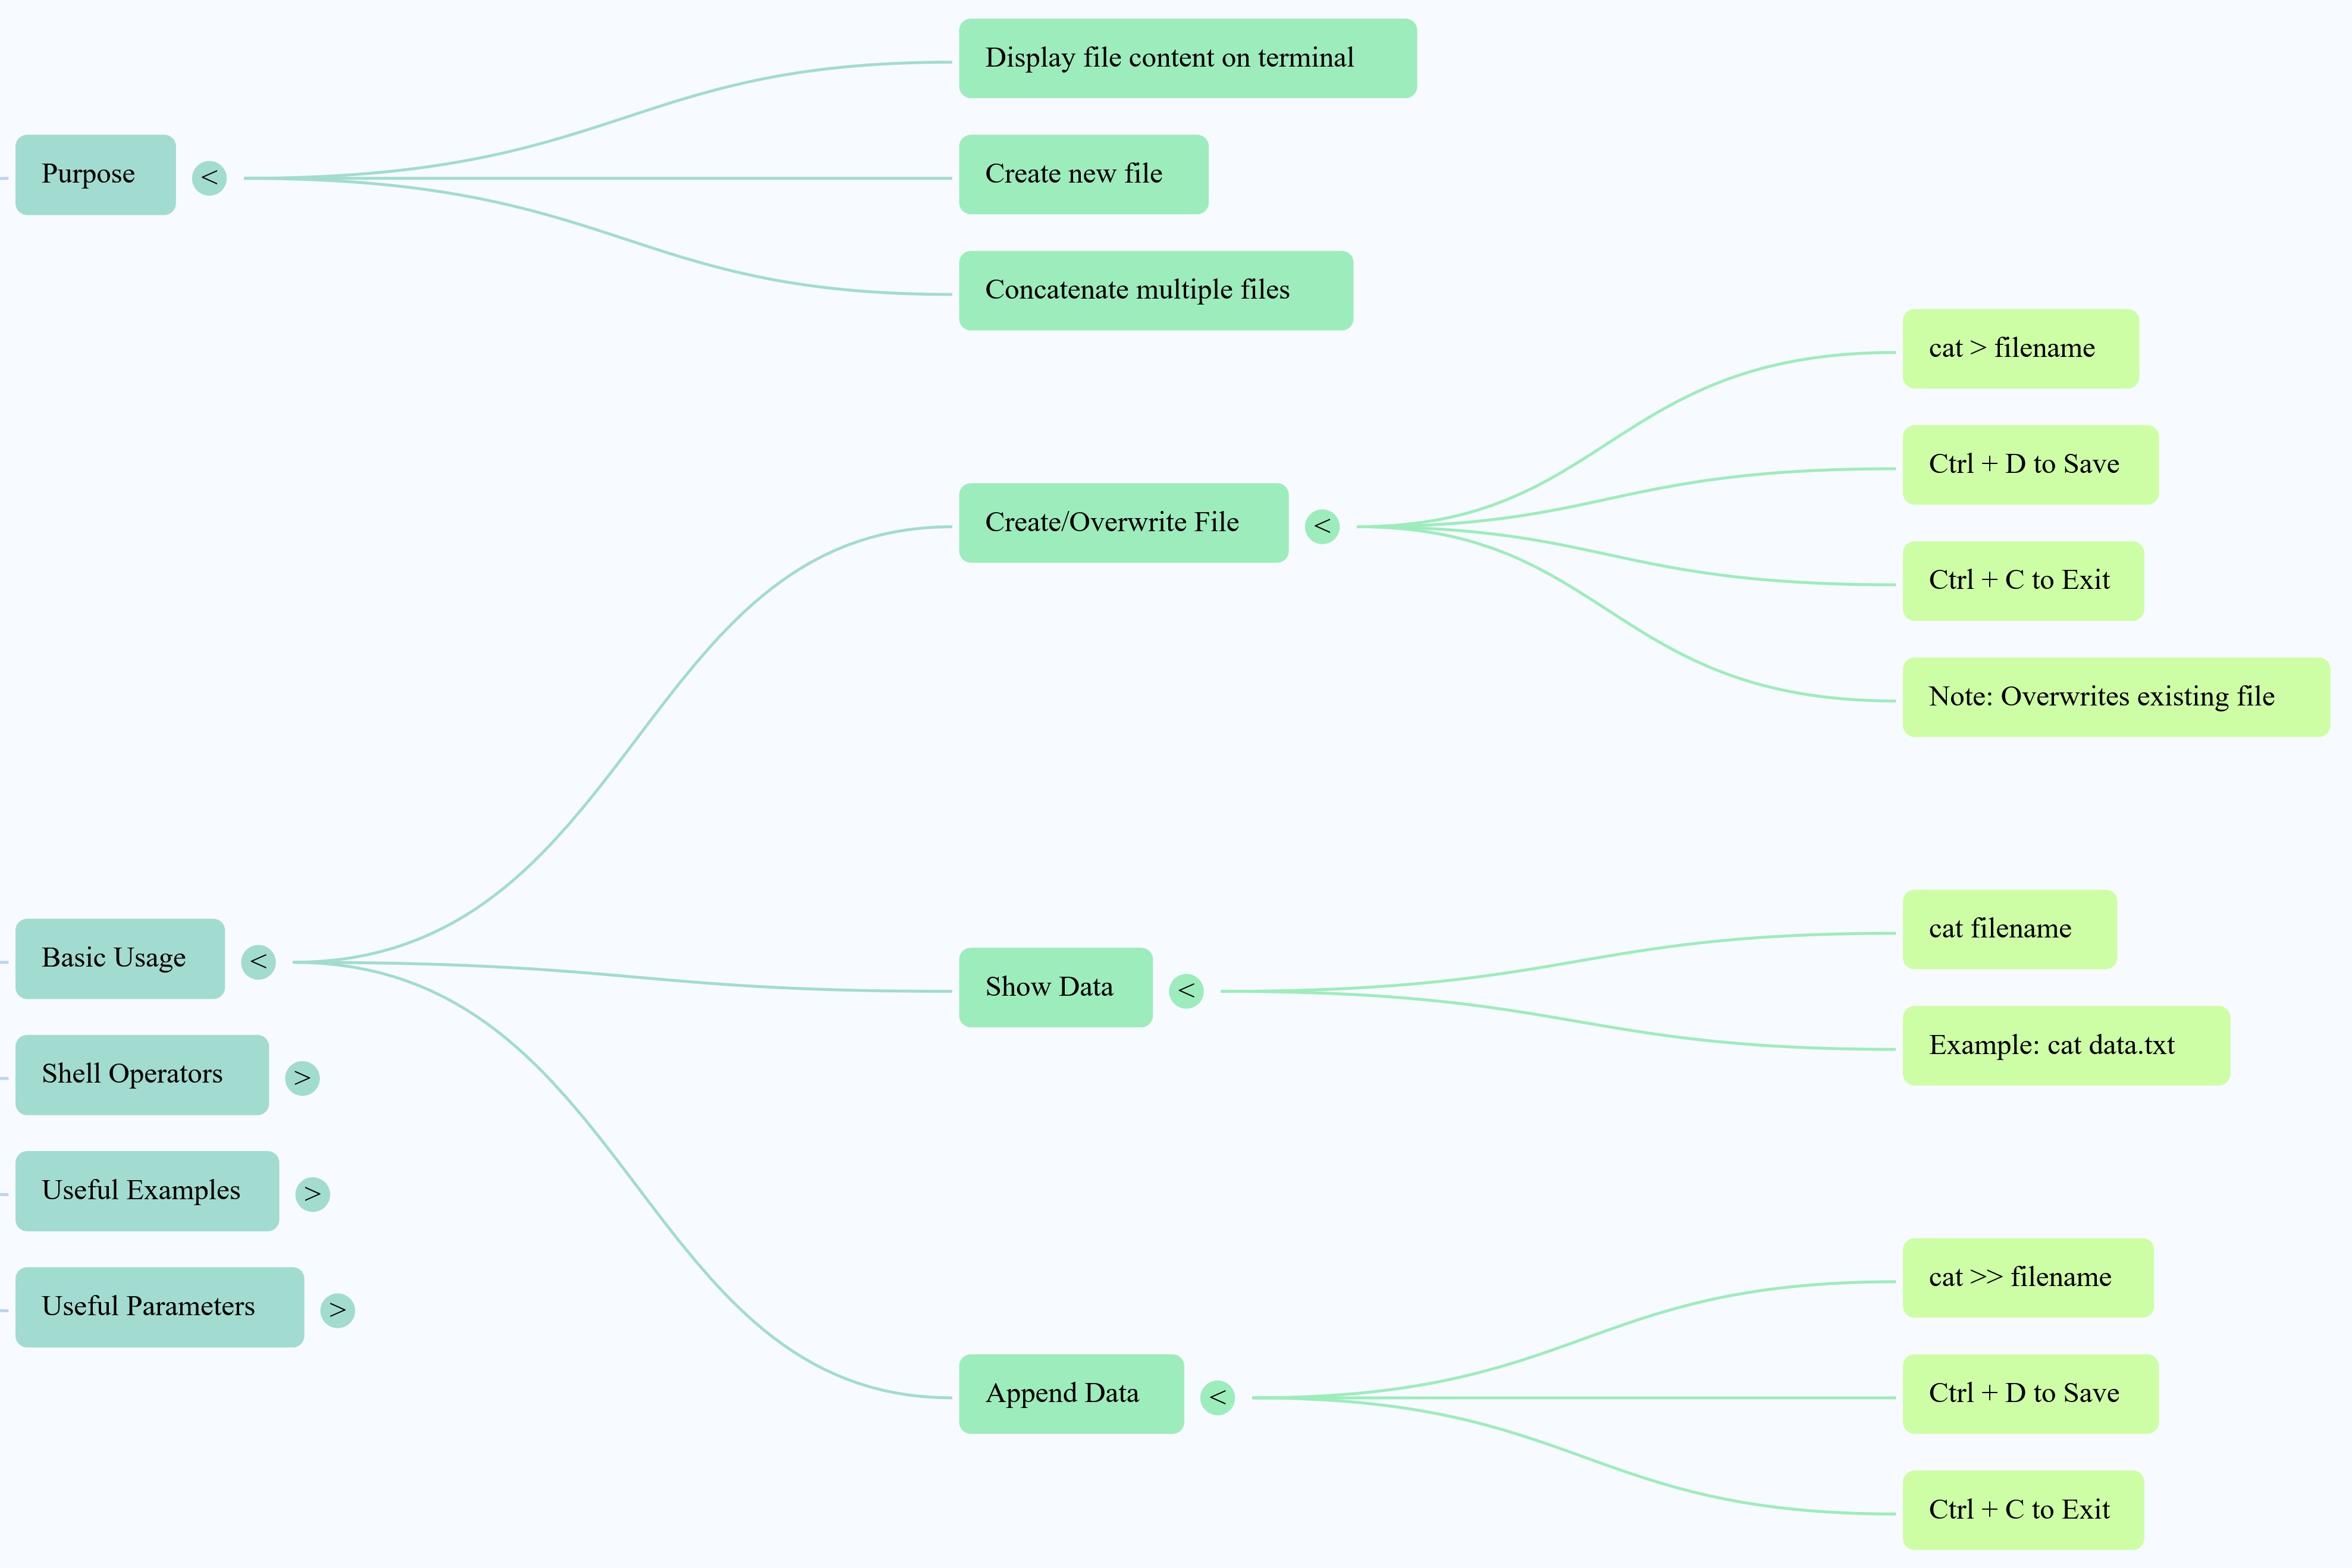 Purpose <
Display file content on terminal
Create new file
Concatenate multiple files
Basic Usage <
Create/Overwrite File <
cat > filename
Ctrl + D to Save
Ctrl + C to Exit
Note: Overwrites existing file
Show Data <
cat filename
Example: cat data.txt
Append Data <
cat >> filename
Ctrl + D to Save
Ctrl + C to Exit
Shell Operators >
Useful Examples >
Useful Parameters >